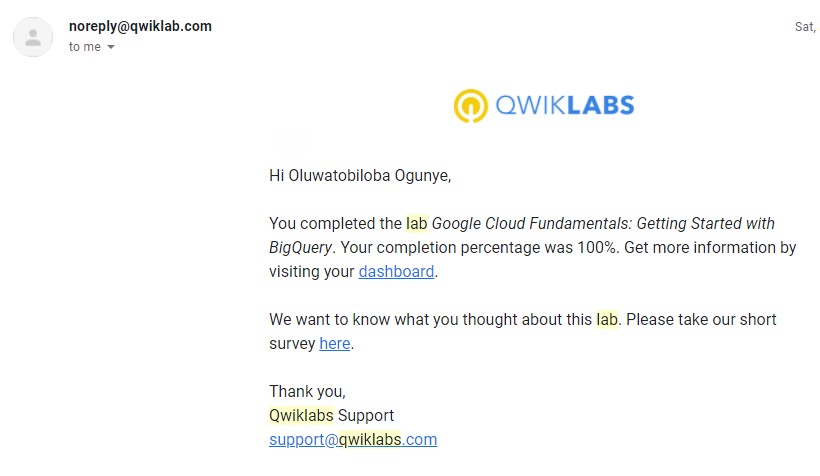 noreply@qwiklab.com
Sat,
to me
QWIKLABS
Hi Oluwatobiloba Ogunye,
You completed the lab Google Cloud Fundamentals: Getting Started with
BigQuery. Your completion percentage was 100%. Get more information by
visiting your dashboard.
We want to know what you thought about this lab. Please take our short
survey here.
Thank you,
Qwiklabs Support
support@qwiklabs.com